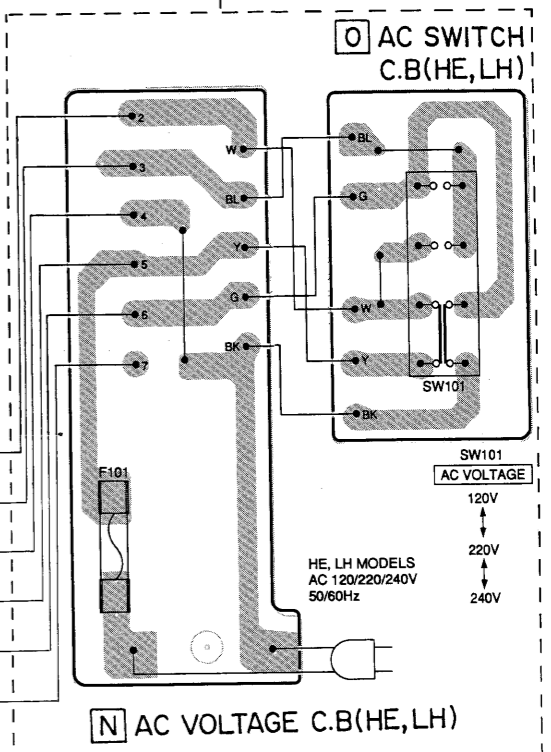 O AC SWITCH
C.B(HE,LH)
2
W
BL
3
BL
G
4
Y
5
G
6
W
BK
7
Y
SW101
BK
F101
SW101
AC VOLTAGE
120V
220V
240V
HE, LH MODELS
AC 120/220/240V
50/60Hz
N AC VOLTAGE C.B(HE,LH)